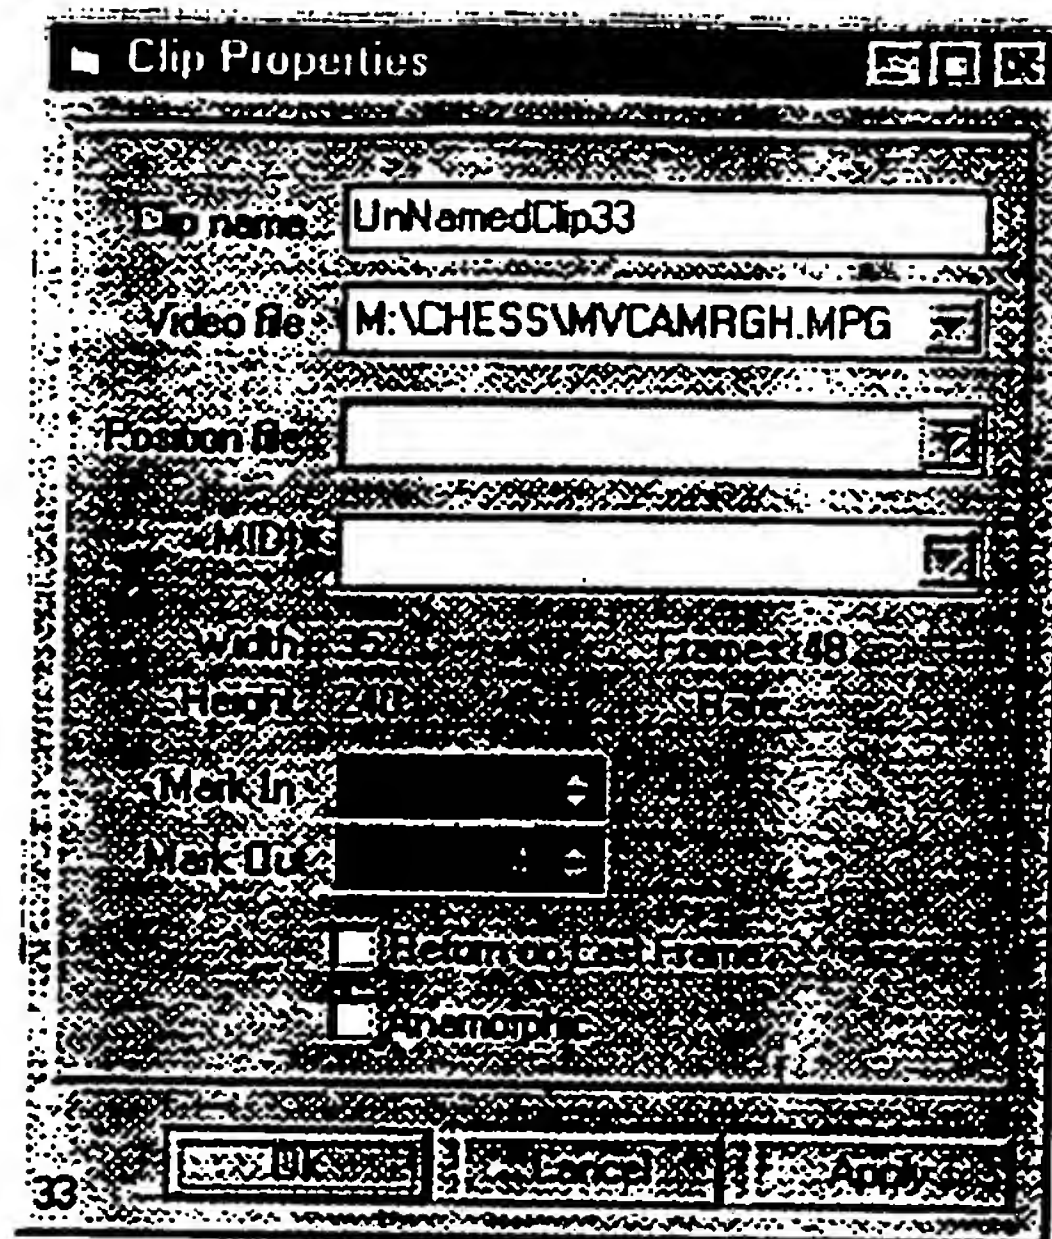 Clip Properties
Clip name
UnNamedClip33
Video file
M:\CHESS\MVCAMRGH.MPG
Position file
MIDI
Width
Frames 48
Height 240
Rate
Mark In
Mark Out
Return on Last Frame
Anamorphic
Ok
Cancel
Apply
33